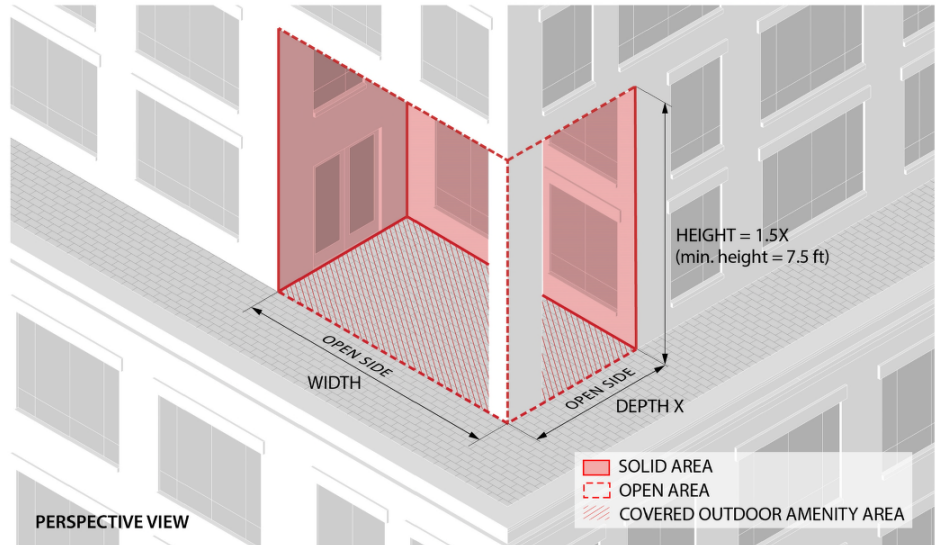 HEIGHT = 1.5X
(min. height = 7.5 ft)
OPEN SIDE
WIDTH
OPEN SIDE
DEPTH X
SOLID AREA
OPEN AREA
COVERED OUTDOOR AMENITY AREA
PERSPECTIVE VIEW